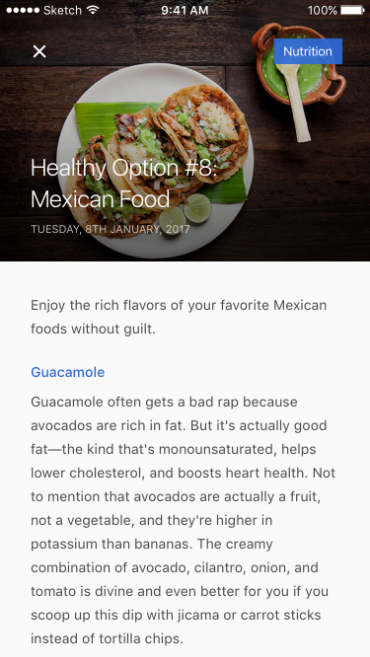 Sketch 9:41 AM 100%
Nutrition
Healthy Option #8:
Mexican Food
TUESDAY, 8TH JANUARY, 2017
Enjoy the rich flavors of your favorite Mexican
foods without guilt.
Guacamole
Guacamole often gets a bad rap because
avocados are rich in fat. But it's actually good
fat—the kind that's monounsaturated, helps
lower cholesterol, and boosts heart health. Not
to mention that avocados are actually a fruit,
not a vegetable, and they're higher in
potassium than bananas. The creamy
combination of avocado, cilantro, onion, and
tomato is divine and even better for you if you
scoop up this dip with jicama or carrot sticks
instead of tortilla chips.